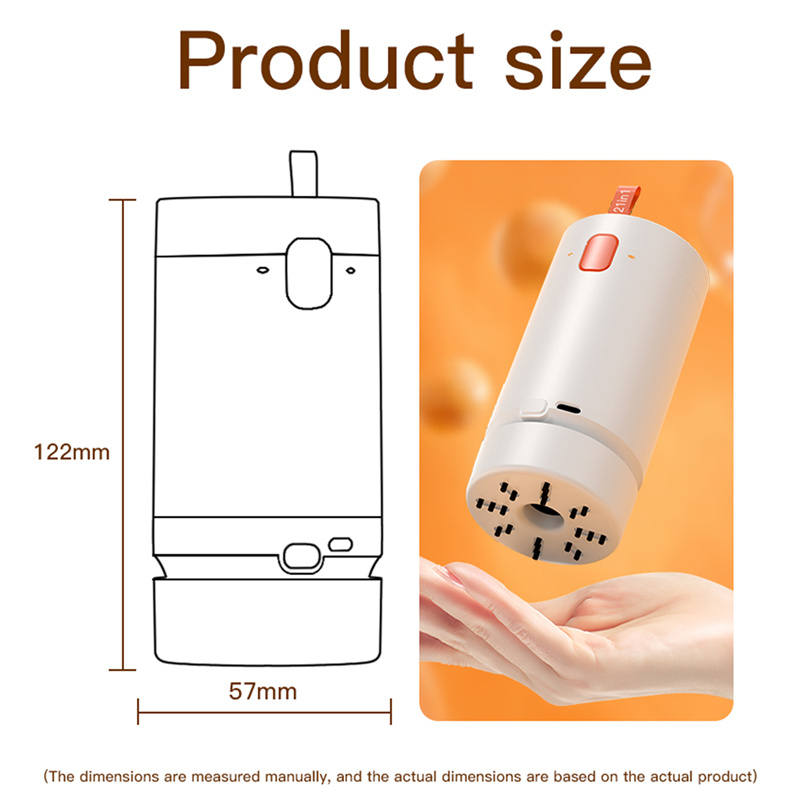 Product size
21in1
122mm
57mm
(The dimensions are measured manually, and the actual dimensions are based on the actual product)